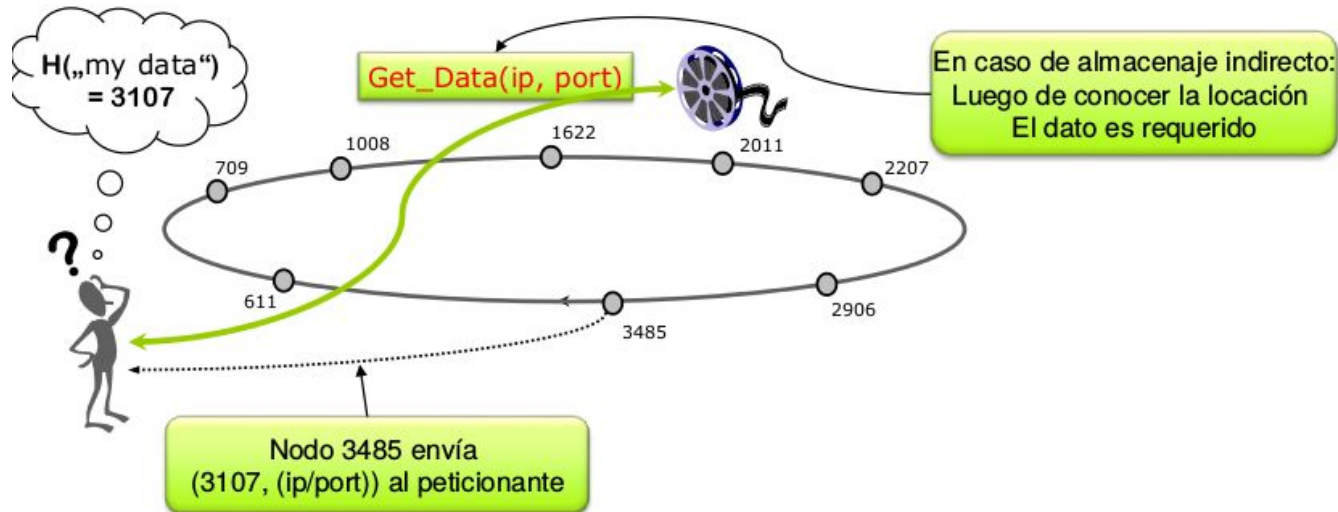 H(„my data“)
= 3107
Get_Data(ip, port)
En caso de almacenaje indirecto:
Luego de conocer la locación
El dato es requerido
709
1008
1622
2011
2207
611
3485
2906
Nodo 3485 envía
(3107, (ip/port)) al peticionante